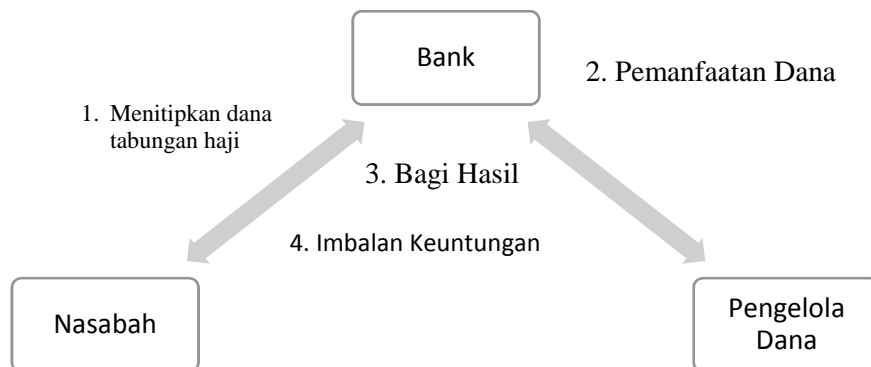 Bank
2. Pemanfaatan Dana
1. Menitipkan dana
tabungan haji
3. Bagi Hasil
4. Imbalan Keuntungan
Nasabah
Pengelola
Dana